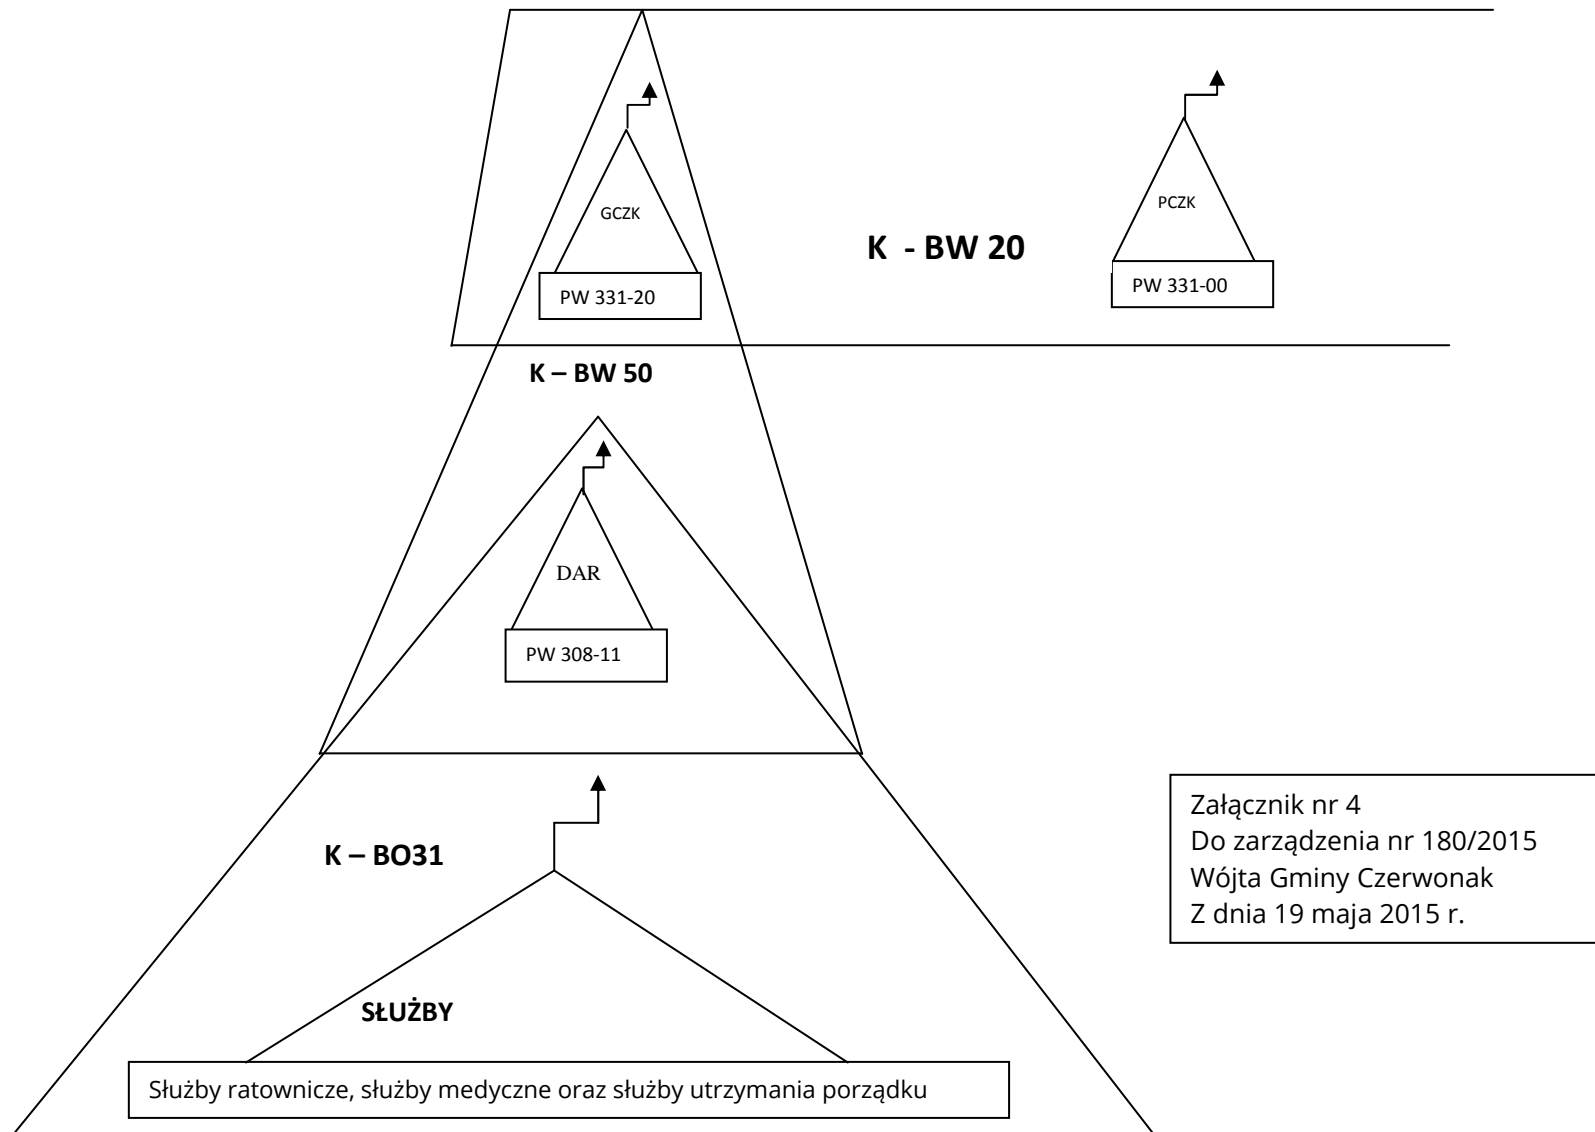 GCZK
PCZK
K - BW 20
PW 331-20
PW 331-00
K – BW 50
DAR
PW 308-11
Załącznik nr 4
Do zarządzenia nr 180/2015
Wójta Gminy Czerwonak
Z dnia 19 maja 2015 r.
K – BO31
SŁUŻBY
Służby ratownicze, służby medyczne oraz służby utrzymania porządku